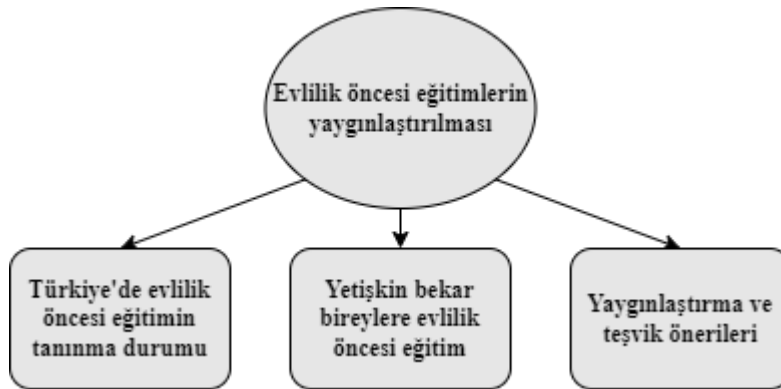 Evlilik öncesi eğitimlerin
yaygınlaştırılması
Türkiye'de evlilik
öncesi eğitimin
tanınma durumu
Yetişkin bekar
bireylere evlilik
öncesi eğitim
Yaygınlaştırma ve
teşvik önerileri